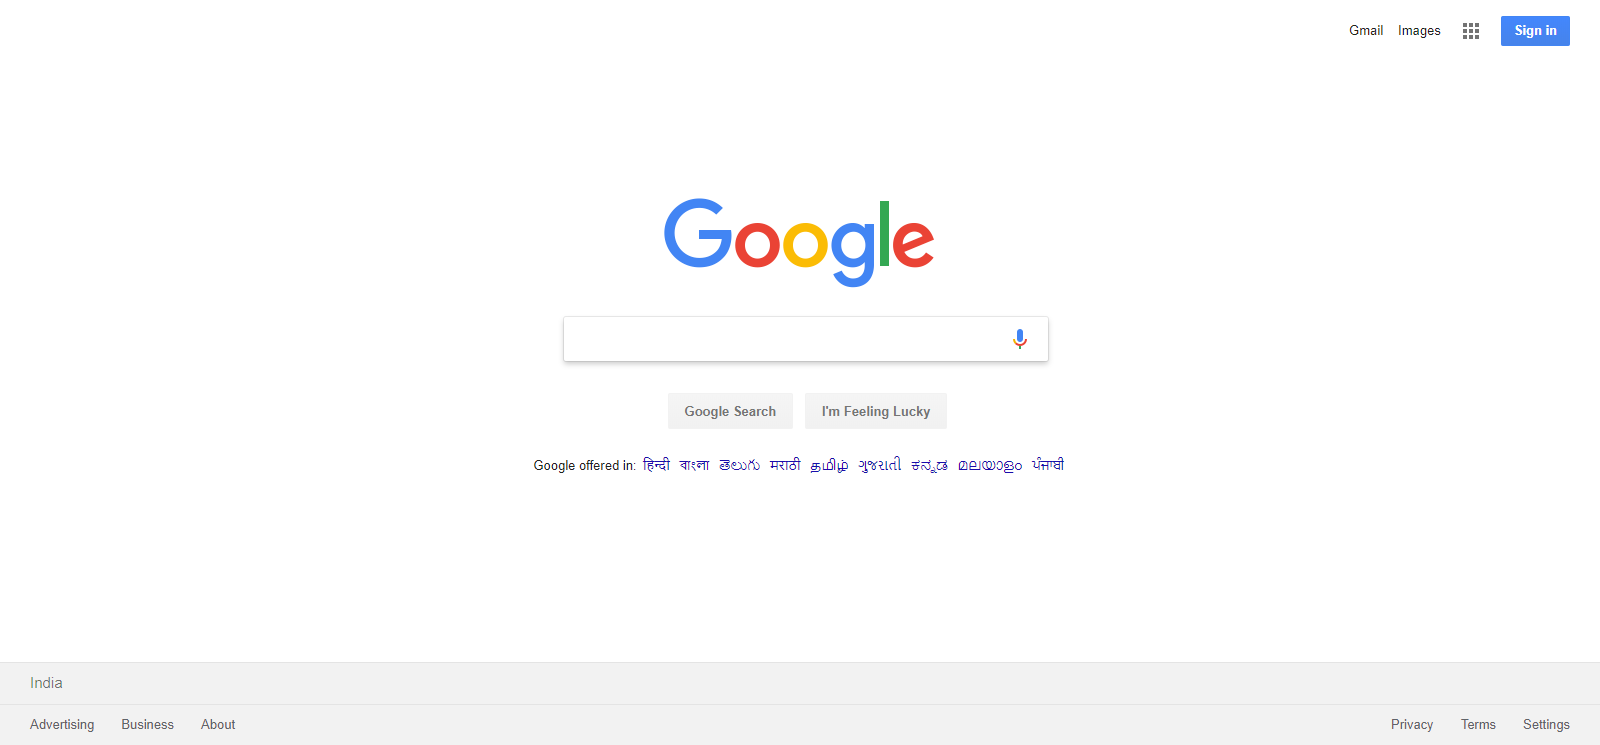 Gmail Images Sign in
Google
Google Search I'm Feeling Lucky
Google offered in: हिन्दी বাংলা తెలుగు मराठी தமிழ் ગુજરાતી ಕನ್ನಡ മലയാളം ਪੰਜਾਬੀ
India
Advertising Business About Privacy Terms Settings